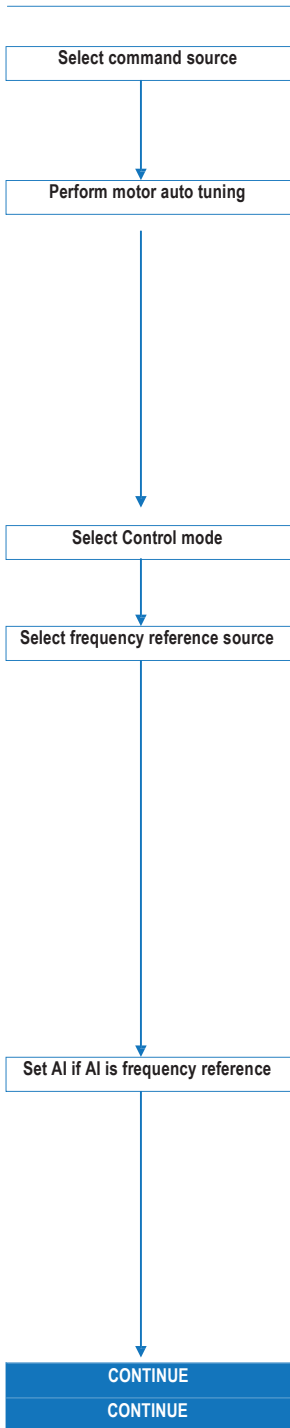 Select command source
Perform motor auto tuning
Select Control mode
Select frequency reference source
Set AI if AI is frequency reference
CONTINUE
CONTINUE